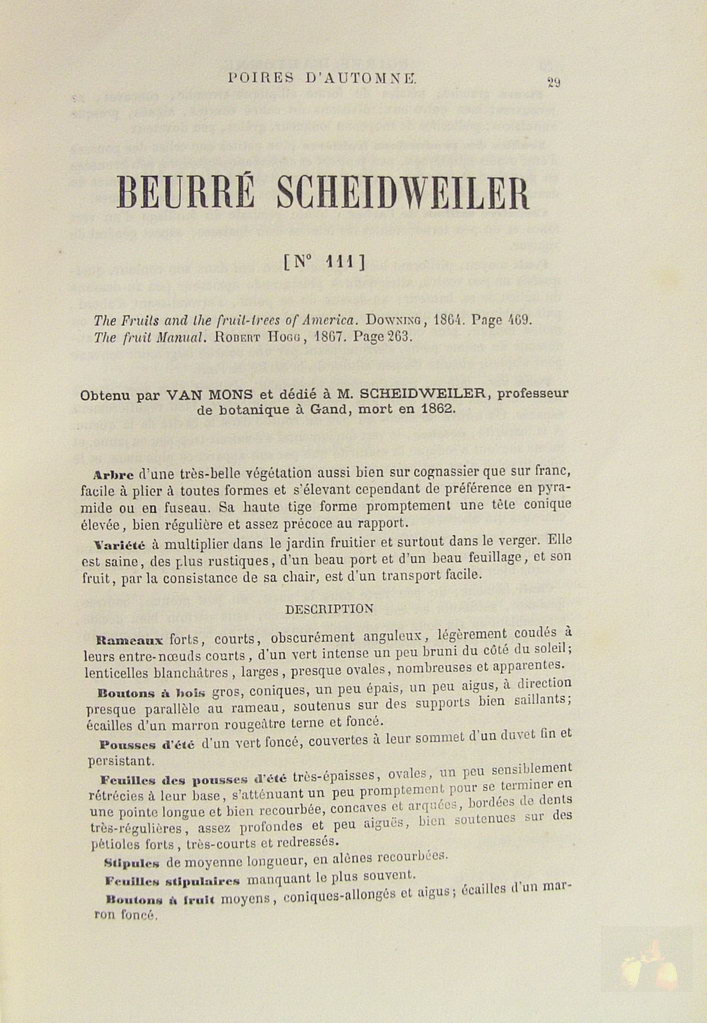 POIRES D'AUTOMNE.
29
BEURRÉ SCHEIDWEILER
[N° 111]
The Fruits and the fruit-trees of America. DOWNING, 1864. Page 469.
The fruit Manual. ROBERT HOGG, 1867. Page 263.
Obtenu par VAN MONS et dédié à M. SCHEIDWEILER, professeur
de botanique à Gand, mort en 1862.
Arbre d'une très-belle végétation aussi bien sur cognassier que sur franc,
facile à plier à toutes formes et s'élevant cependant de préférence en pyra-
mide ou en fuseau. Sa haute tige forme promptement une tête conique
élevée, bien régulière et assez précoce au rapport.
Variété à multiplier dans le jardin fruitier et surtout dans le verger. Elle
est saine, des plus rustiques, d'un beau port et d'un beau feuillage, et son
fruit, par la consistance de sa chair, est d'un transport facile.
DESCRIPTION
Rameaux forts, courts, obscurément anguleux, légèrement coudés à
leurs entre-nœuds courts, d'un vert intense un peu bruni du côté du soleil;
lenticelles blanchâtres, larges, presque ovales, nombreuses et apparentes.
Boutons à bois gros, coniques, un peu épais, un peu aigus, à direction
presque parallèle au rameau, soutenus sur des supports bien saillants;
écailles d'un marron rougeâtre terne et foncé.
Pousses d'été d'un vert foncé, couvertes à leur sommet d'un duvet fin et
persistant.
Feuilles des pousses d'été très-épaisses, ovales, un peu sensiblement
rétrécies à leur base, s'atténuant un peu promptement pour se terminer en
une pointe longue et bien recourbée, concaves et arquées, bordées de dents
très-régulières, assez profondes et peu aiguës, bien soutenues sur des
pétioles forts, très-courts et redressés.
Stipules de moyenne longueur, en alènes recourbées.
Feuilles stipulaires manquant le plus souvent.
Boutons à fruit moyens, coniques-allongés et aigus; écailles d'un mar-
ron foncé.